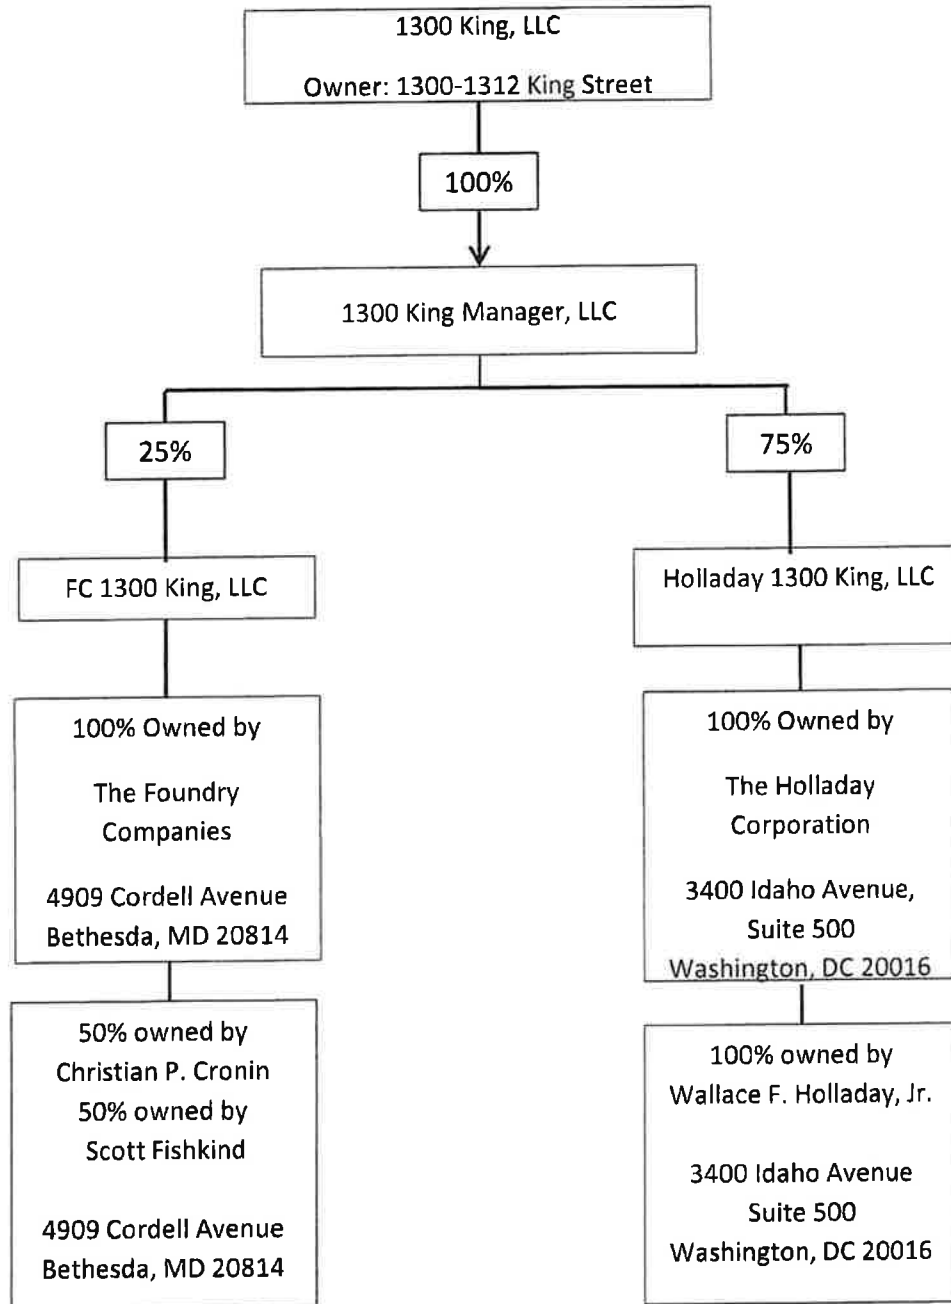 1300 King, LLC
Owner: 1300-1312 King Street
100%
1300 King Manager, LLC
25%
75%
FC 1300 King, LLC
Holladay 1300 King, LLC
100% Owned by
The Foundry
Companies
4909 Cordell Avenue
Bethesda, MD 20814
100% Owned by
The Holladay
Corporation
3400 Idaho Avenue,
Suite 500
Washington, DC 20016
50% owned by
Christian P. Cronin
50% owned by
Scott Fishkind
4909 Cordell Avenue
Bethesda, MD 20814
100% owned by
Wallace F. Holladay, Jr.
3400 Idaho Avenue
Suite 500
Washington, DC 20016